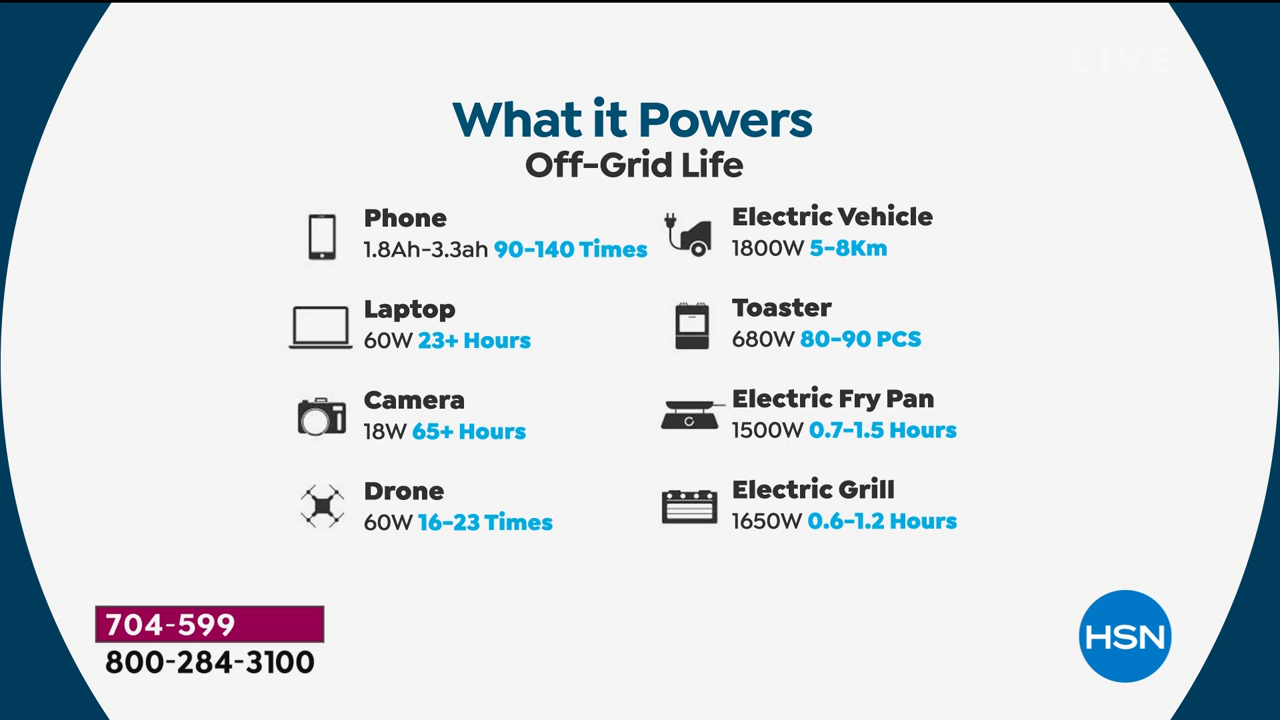 LIVE
What it Powers
Off-Grid Life
Phone
1.8Ah-3.3ah 90-140 Times
Laptop
60W 23+ Hours
Camera
18W 65+ Hours
Drone
60W 16-23 Times
Electric Vehicle
1800W 5-8Km
Toaster
680W 80-90 PCS
Electric Fry Pan
1500W 0.7-1.5 Hours
Electric Grill
1650W 0.6-1.2 Hours
704-599
800-284-3100
HSN